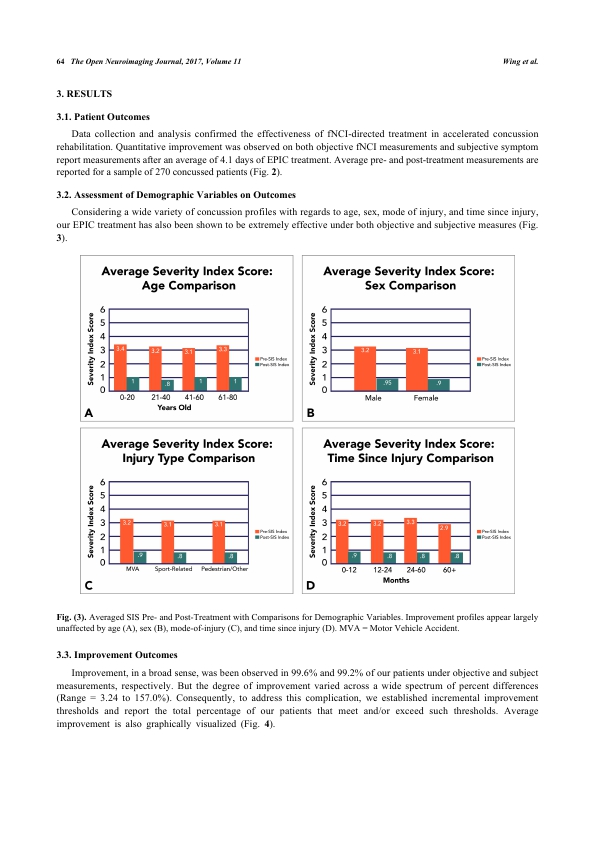 64 The Open Neuroimaging Journal, 2017, Volume 11
Wing et al.
3. RESULTS
3.1. Patient Outcomes
Data collection and analysis confirmed the effectiveness of fNCI-directed treatment in accelerated concussion
rehabilitation. Quantitative improvement was observed on both objective fNCI measurements and subjective symptom
report measurements after an average of 4.1 days of EPIC treatment. Average pre- and post-treatment measurements are
reported for a sample of 270 concussed patients (Fig. 2).
3.2. Assessment of Demographic Variables on Outcomes
Considering a wide variety of concussion profiles with regards to age, sex, mode of injury, and time since injury,
our EPIC treatment has also been shown to be extremely effective under both objective and subjective measures (Fig.
3).
Average Severity Index Score:
Age Comparison
Severity Index Score
6
5
4
3
2
1
0
3.4
1
3.2
.8
3.1
1
3.3
1
0-20 21-40 41-60 61-80
Years Old
Pre-SIS Index
Post-SIS Index
A
Average Severity Index Score:
Sex Comparison
Severity Index Score
6
5
4
3
2
1
0
3.2
.95
3.1
.9
Male Female
Pre-SIS Index
Post-SIS Index
B
Average Severity Index Score:
Injury Type Comparison
Severity Index Score
6
5
4
3
2
1
0
3.2
.9
3.1
.8
3.1
.8
MVA Sport-Related Pedestrian/Other
Pre-SIS Index
Post-SIS Index
C
Average Severity Index Score:
Time Since Injury Comparison
Severity Index Score
6
5
4
3
2
1
0
3.2
.9
3.2
.8
3.3
.8
2.9
.8
0-12 12-24 24-60 60+
Months
Pre-SIS Index
Post-SIS Index
D
Fig. (3). Averaged SIS Pre- and Post-Treatment with Comparisons for Demographic Variables. Improvement profiles appear largely
unaffected by age (A), sex (B), mode-of-injury (C), and time since injury (D). MVA = Motor Vehicle Accident.
3.3. Improvement Outcomes
Improvement, in a broad sense, was been observed in 99.6% and 99.2% of our patients under objective and subject
measurements, respectively. But the degree of improvement varied across a wide spectrum of percent differences
(Range = 3.24 to 157.0%). Consequently, to address this complication, we established incremental improvement
thresholds and report the total percentage of our patients that meet and/or exceed such thresholds. Average
improvement is also graphically visualized (Fig. 4).